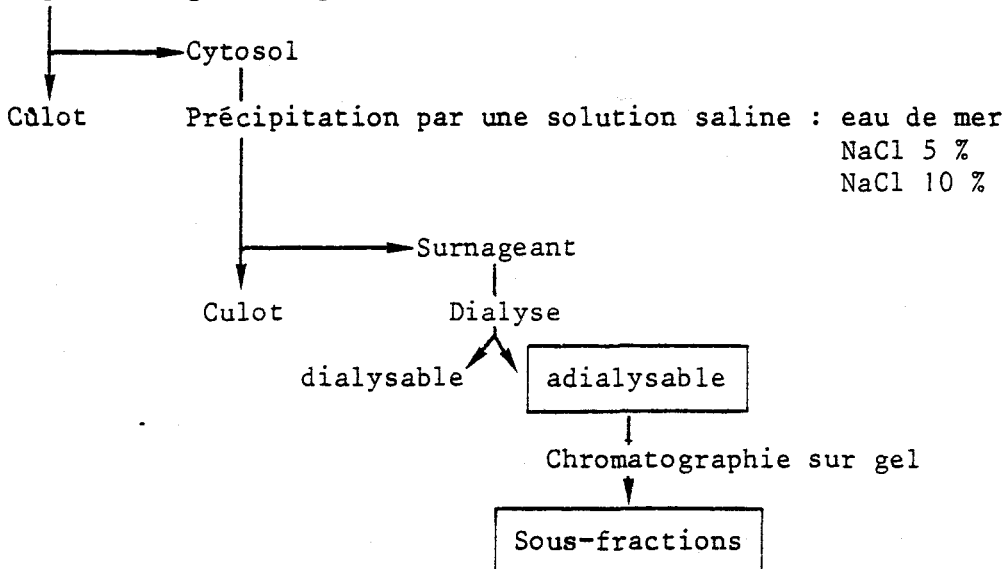 Cytosol
Culot
Précipitation par une solution saline : eau de mer
NaCl 5 %
NaCl 10 %
Surnageant
Culot
Dialyse
dialysable
adialysable
Chromatographie sur gel
Sous-fractions